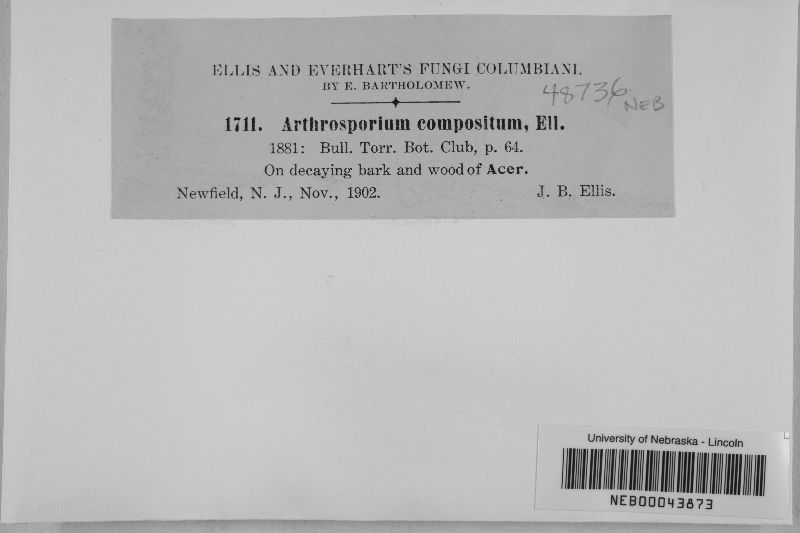 ELLIS AND EVERHART'S FUNGI COLUMBIANI.
BY E. BARTHOLOMEW.
48736
NEB
1711. Arthrosporium compositum, Ell.
1881: Bull. Torr. Bot. Club, p. 64.
On decaying bark and wood of Acer.
Newfield, N. J., Nov., 1902. J. B. Ellis.
University of Nebraska - Lincoln
NEB00043873